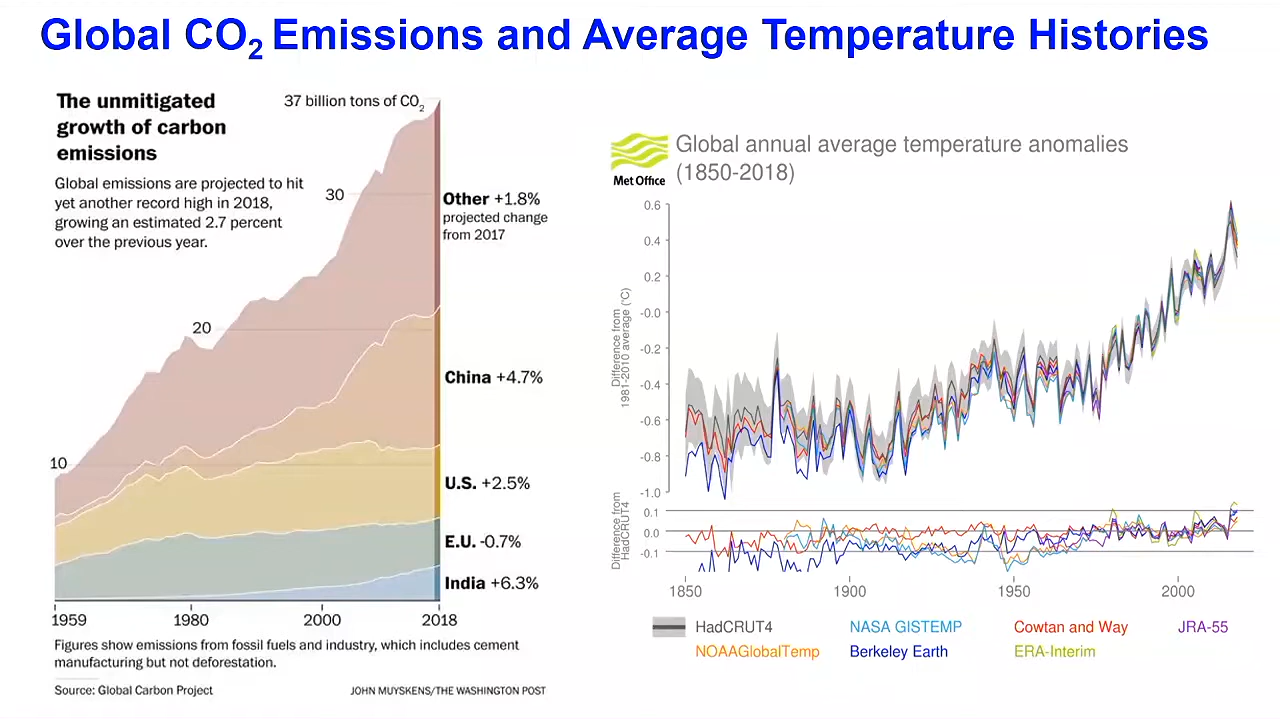 Global CO2 Emissions and Average Temperature Histories
The unmitigated
growth of carbon
emissions
Global emissions are projected to hit
yet another record high in 2018,
growing an estimated 2.7 percent
over the previous year.
37 billion tons of CO2
30
20
10
Other +1.8%
projected change
from 2017
China +4.7%
U.S. +2.5%
E.U. -0.7%
India +6.3%
1959 1980 2000 2018
Figures show emissions from fossil fuels and industry, which includes cement
manufacturing but not deforestation.
Source: Global Carbon Project JOHN MUYSKENS/THE WASHINGTON POST
Met Office
Global annual average temperature anomalies
(1850-2018)
Difference from
1981-2010 average (°C)
0.6
0.4
0.2
-0.0
-0.2
-0.4
-0.6
-0.8
-1.0
Difference from
HadCRUT4
0.1
0.0
-0.1
1850 1900 1950 2000
HadCRUT4 NASA GISTEMP Cowtan and Way JRA-55
NOAAGlobalTemp Berkeley Earth ERA-Interim